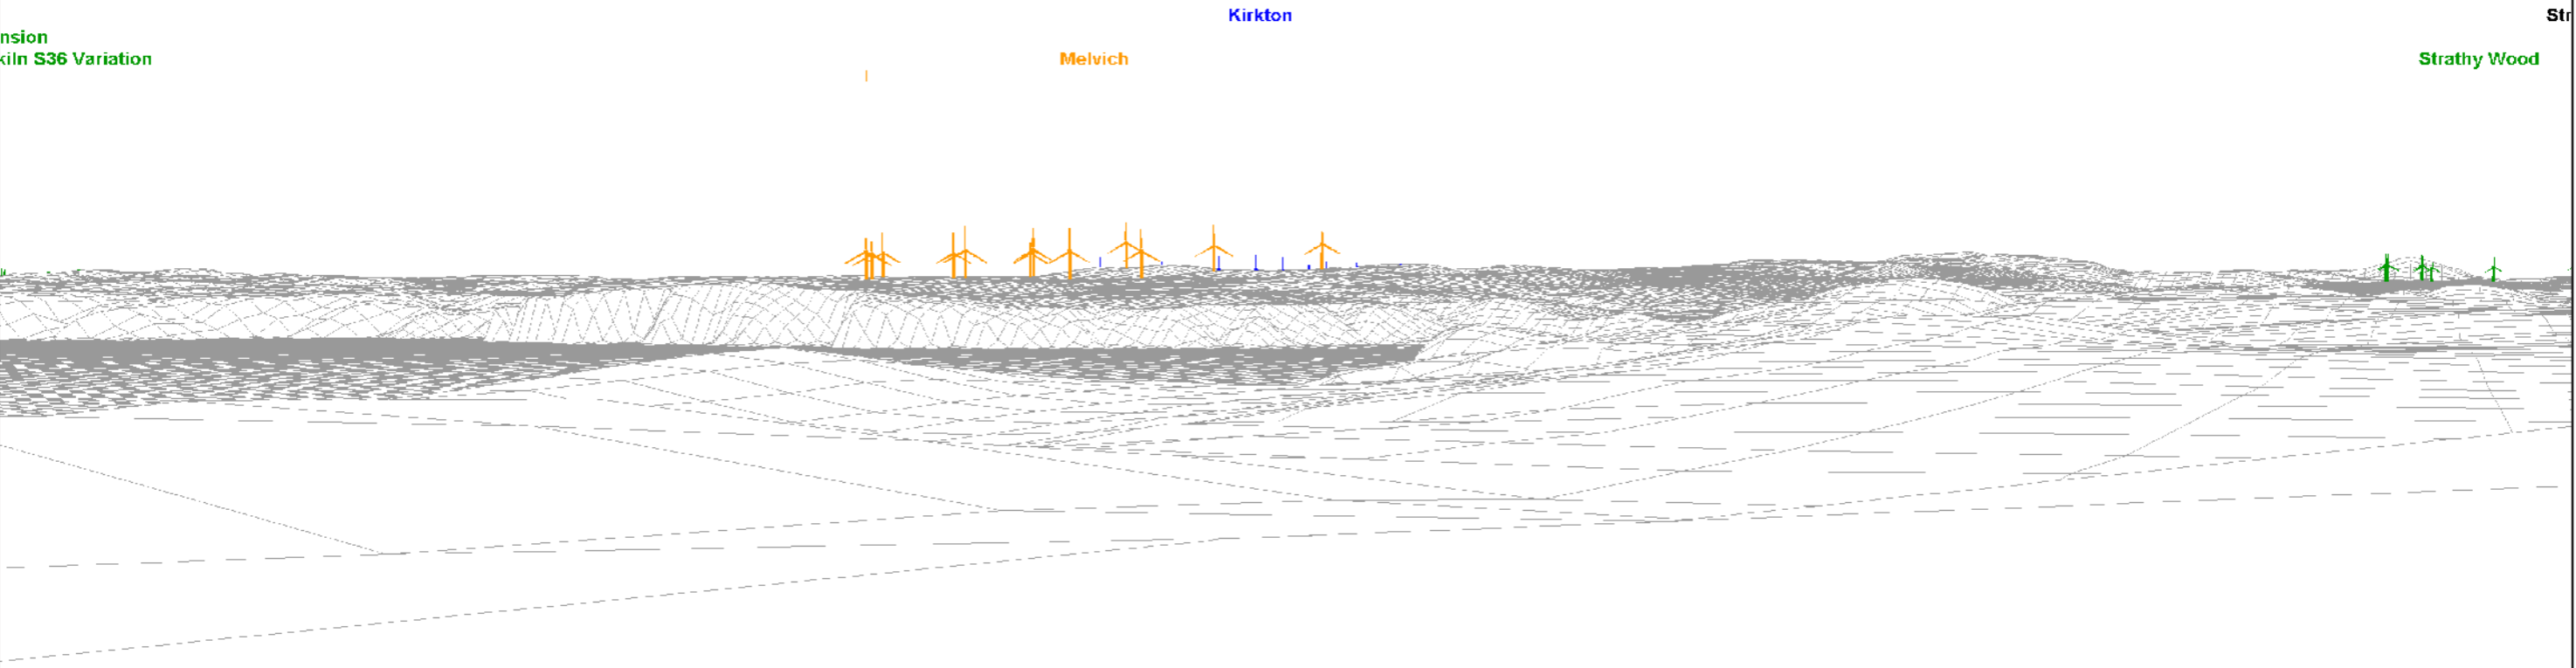 Kirkton
Str
nsion
kiln S36 Variation
Melvich
Strathy Wood